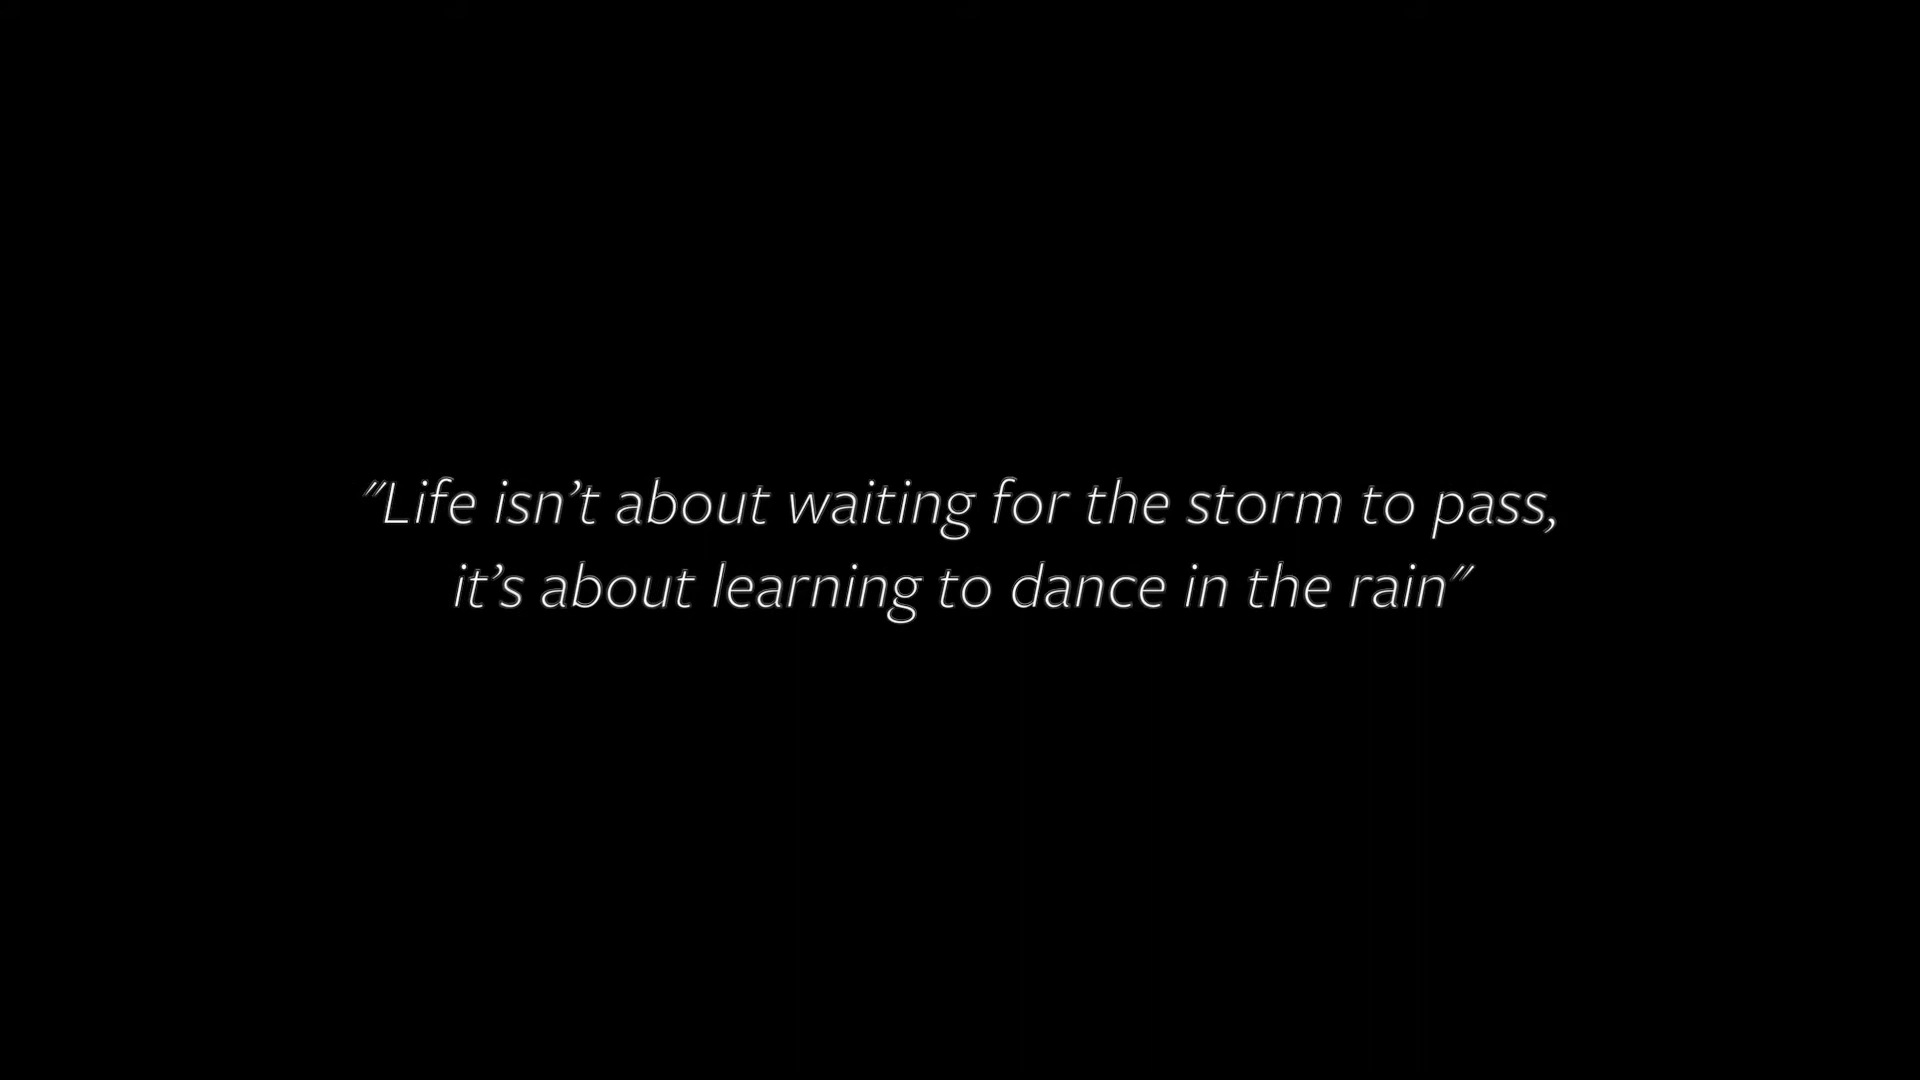 "Life isn’t about waiting for the storm to pass,
it’s about learning to dance in the rain"